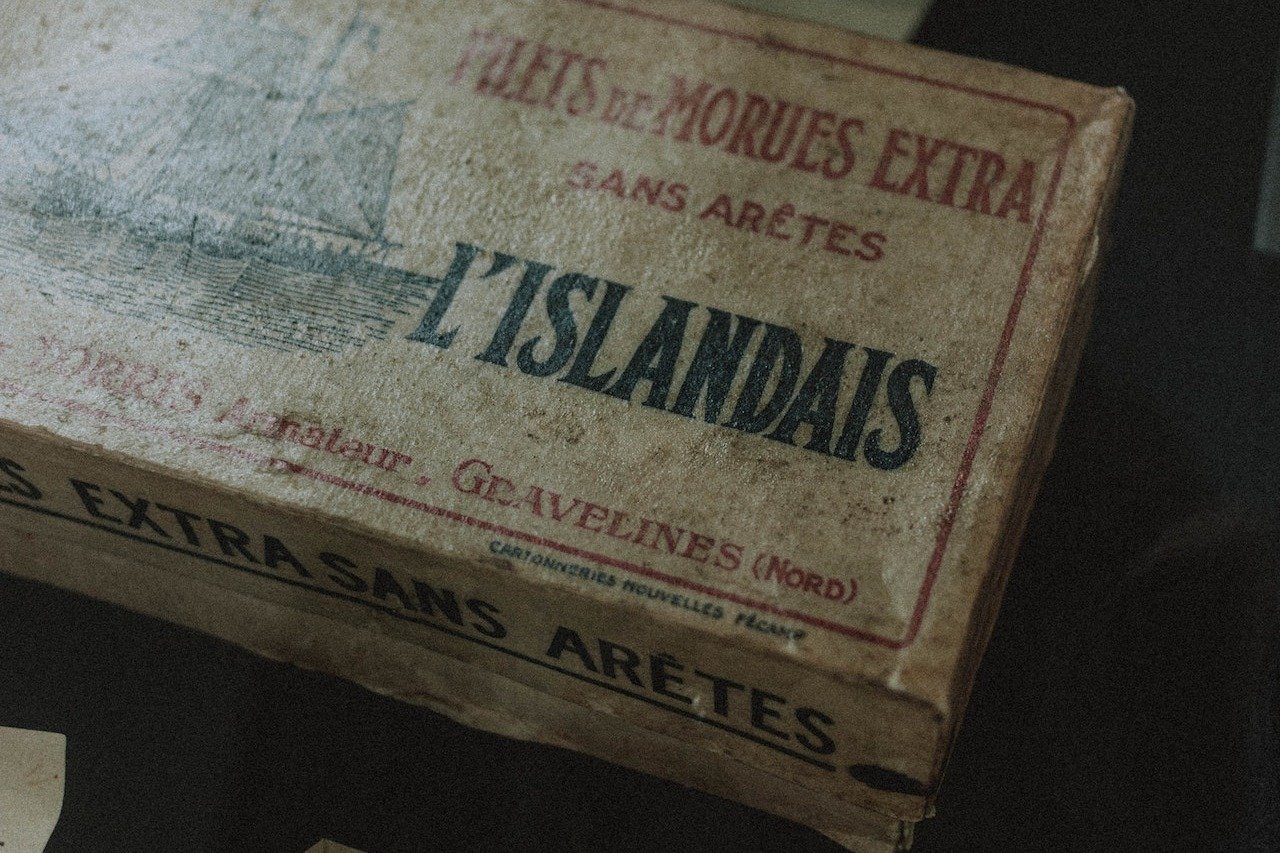 FILETS DE MORUES EXTRA
SANS ARÊTES
L'ISLANDAIS
Armateur, GRAVELINES (NORD)
CARTONNERIES NOUVELLES FÉCAMP
EXTRA SANS ARÊTES